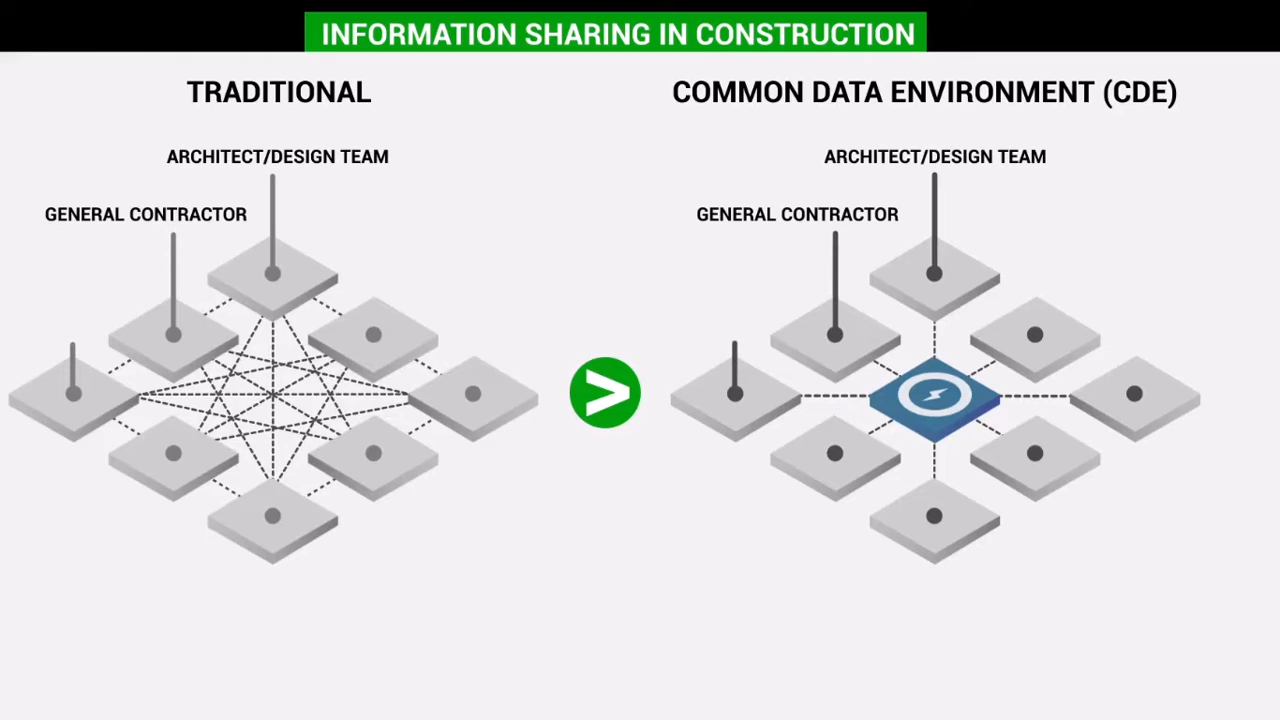 INFORMATION SHARING IN CONSTRUCTION
TRADITIONAL
ARCHITECT/DESIGN TEAM
GENERAL CONTRACTOR
>
COMMON DATA ENVIRONMENT (CDE)
ARCHITECT/DESIGN TEAM
GENERAL CONTRACTOR